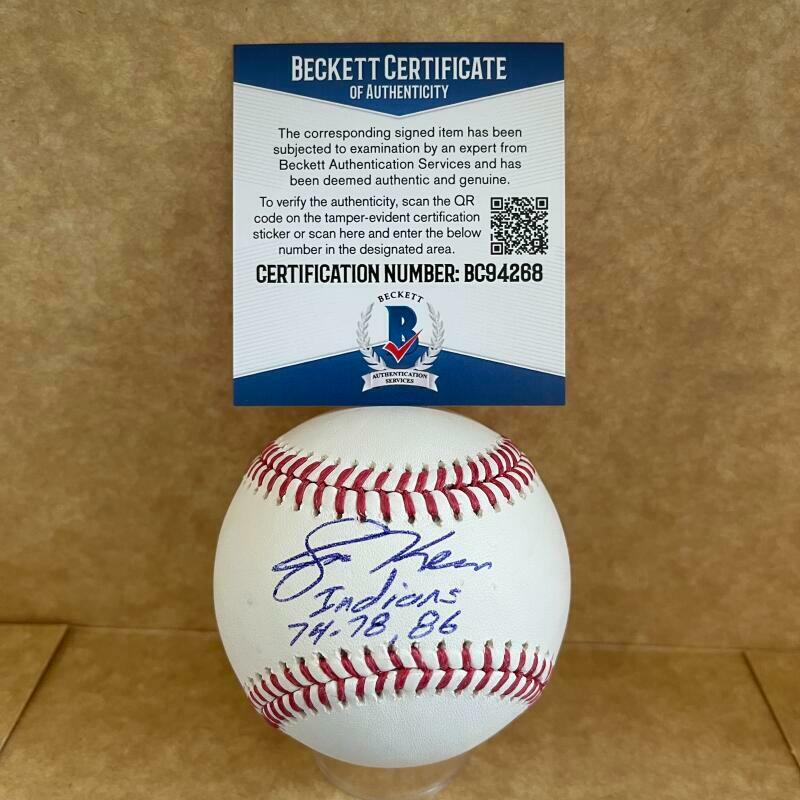 BECKETT CERTIFICATE
OF AUTHENTICITY
The corresponding signed item has been
subjected to examination by an expert from
Beckett Authentication Services and has
been deemed authentic and genuine.
To verify the authenticity, scan the QR
code on the tamper-evident certification
sticker or scan here and enter the below
number in the designated area.
CERTIFICATION NUMBER: BC94268
BECKETT
B
AUTHENTICATION
SERVICES
Jim Kern
Indians
74-78, 86